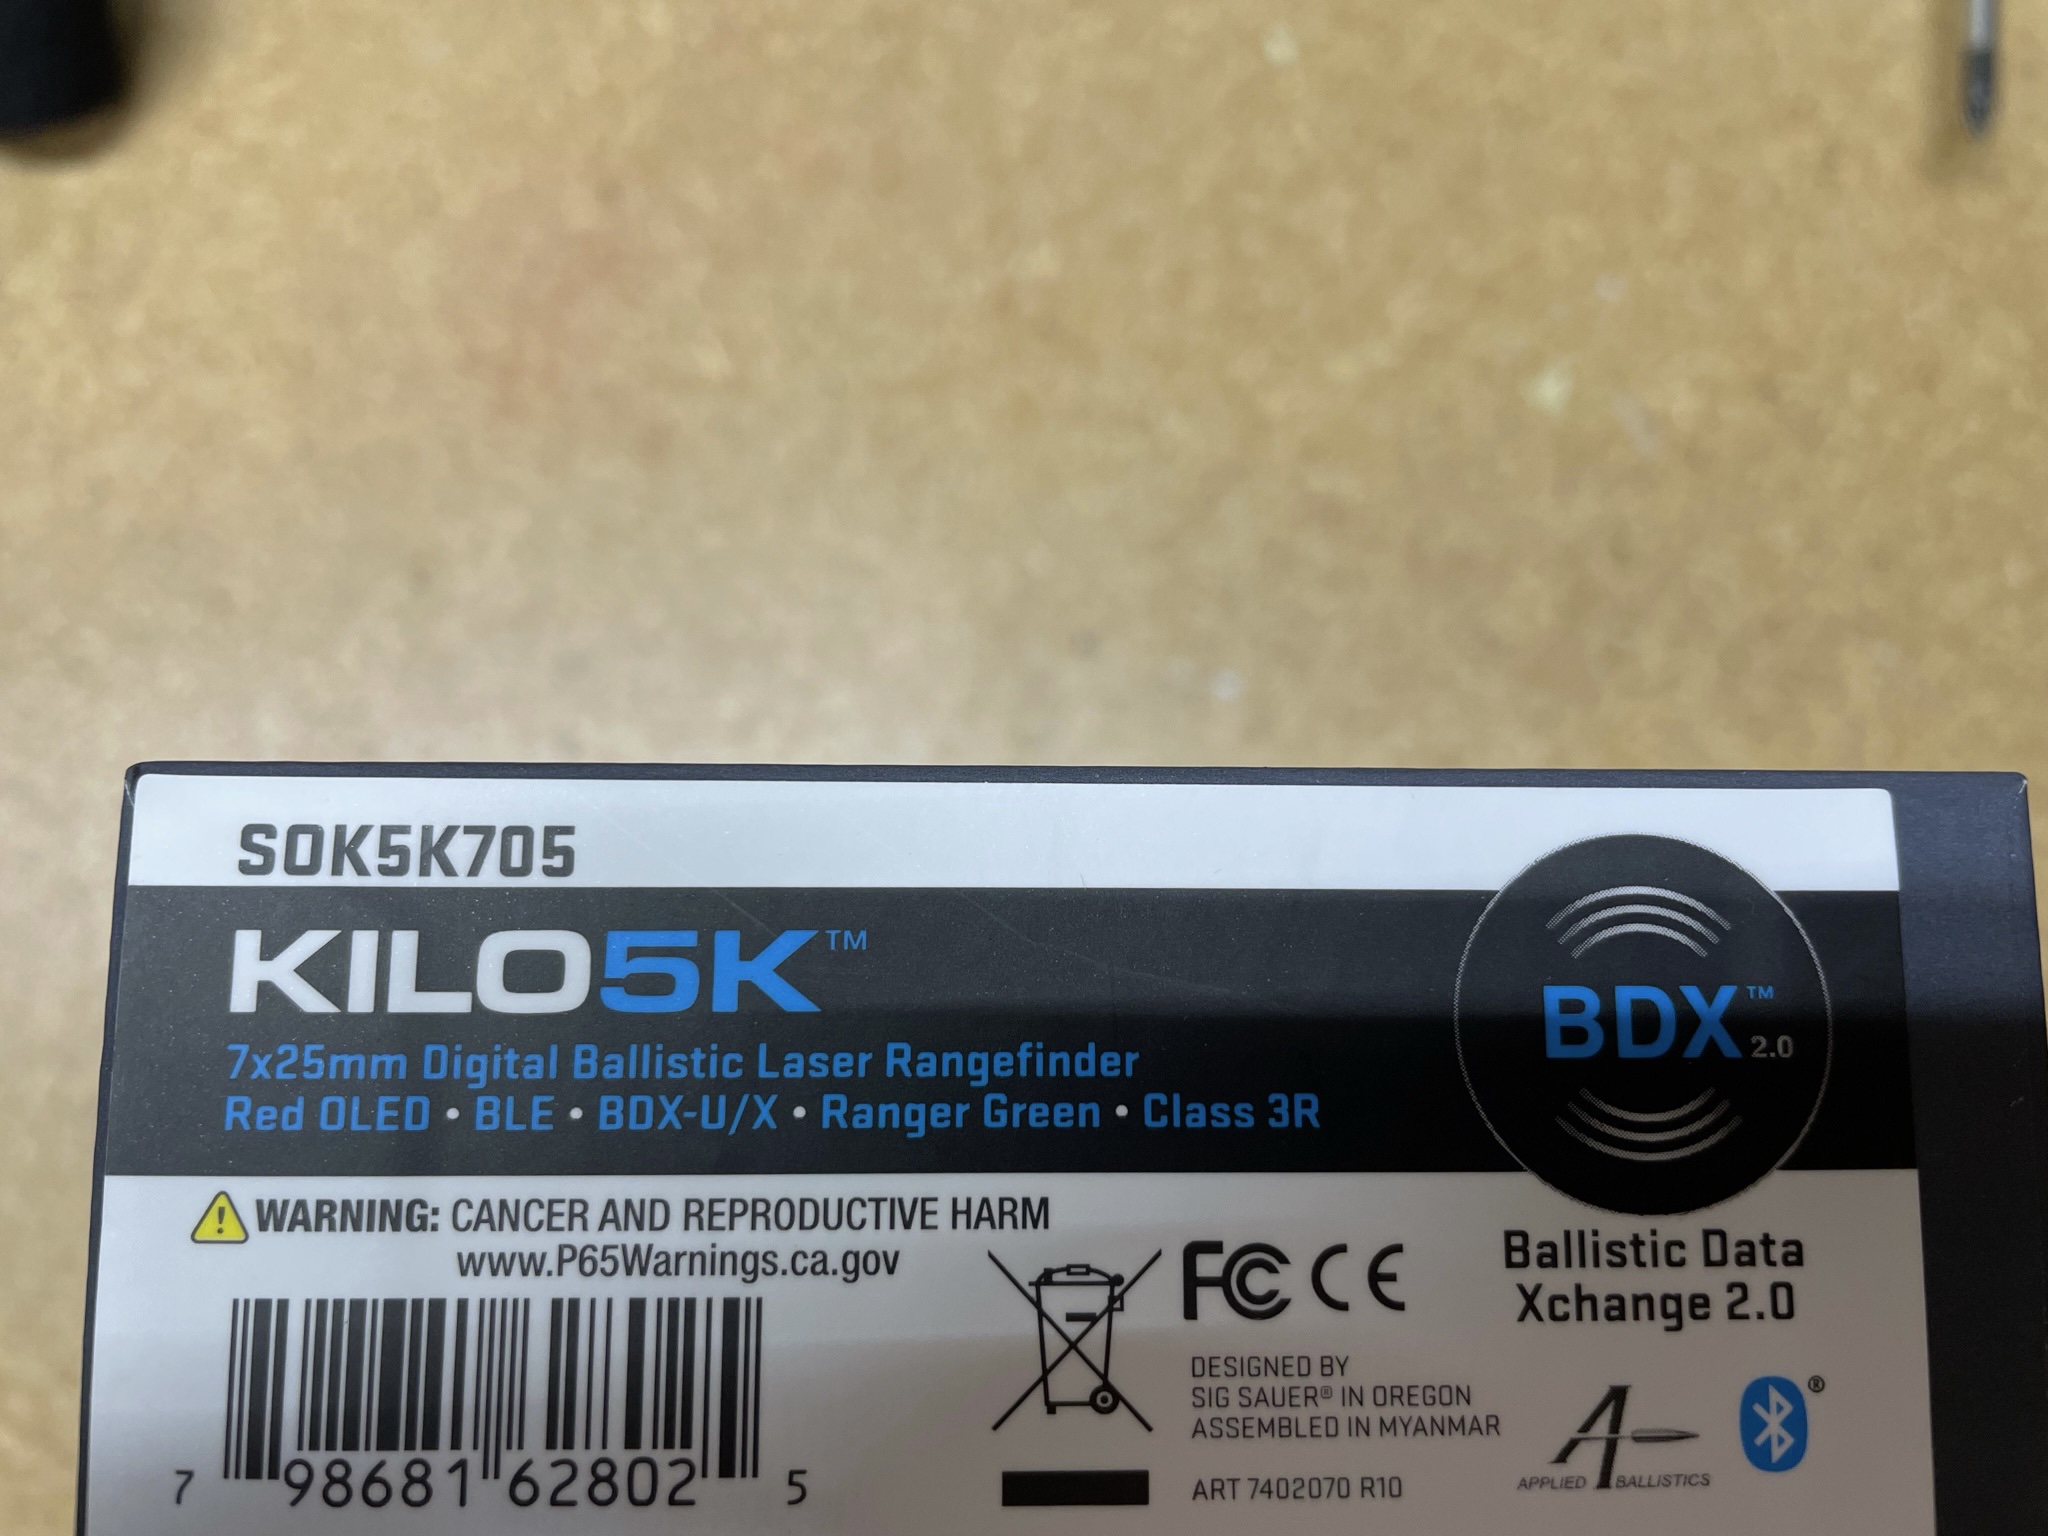 SOK5K705
KILO5K™
7x25mm Digital Ballistic Laser Rangefinder
Red OLED • BLE • BDX-U/X • Ranger Green • Class 3R
BDX™ 2.0
WARNING: CANCER AND REPRODUCTIVE HARM
www.P65Warnings.ca.gov
FC CE
Ballistic Data
Xchange 2.0
DESIGNED BY
SIG SAUER® IN OREGON
ASSEMBLED IN MYANMAR
ART 7402070 R10
A
APPLIED BALLISTICS
®
7 98681 62802 5